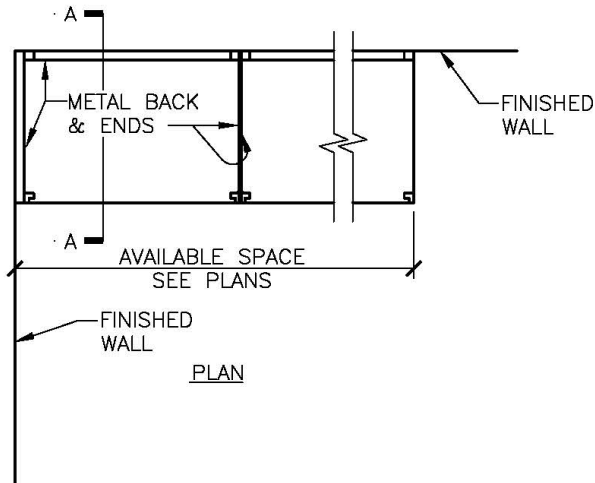 A
METAL BACK
& ENDS
FINISHED
WALL
A
AVAILABLE SPACE
SEE PLANS
FINISHED
WALL
PLAN